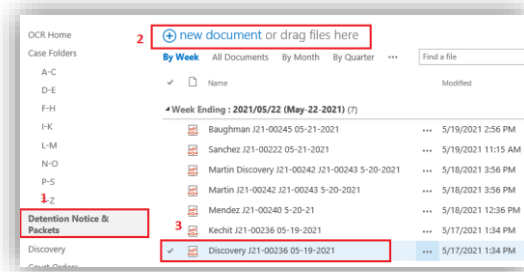 OCR Home
Case Folders
A-C
D-E
F-H
I-K
L-M
N-O
P-S
1
-Z
Detention Notice &
Packets
Discovery
Court Orders
2
new document or drag files here
By Week All Documents By Month By Quarter ••• Find a file
Name Modified
Week Ending : 2021/05/22 (May-22-2021) (7)
Baughman J21-00245 05-21-2021 ••• 5/19/2021 2:56 PM
Sanchez J21-00222 05-21-2021 ••• 5/19/2021 11:15 AM
Martin Discovery J21-00242 J21-00243 5-20-2021 ••• 5/18/2021 3:56 PM
Martin J21-00242 J21-00243 5-20-2021 ••• 5/18/2021 3:56 PM
Mendez J21-00240 5-20-21 ••• 5/18/2021 12:36 PM
3
Kechit J21-00236 05-19-2021 ••• 5/17/2021 1:34 PM
Discovery J21-00236 05-19-2021 ••• 5/17/2021 1:34 PM